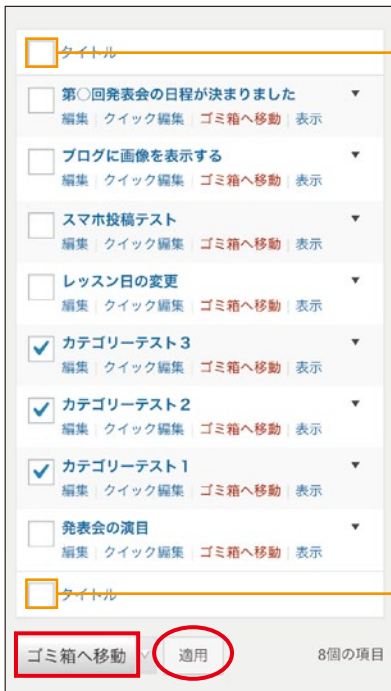 タイトル
第○回発表会の日程が決まりました
編集 | クイック編集 | ゴミ箱へ移動 | 表示
ブログに画像を表示する
編集 | クイック編集 | ゴミ箱へ移動 | 表示
スマホ投稿テスト
編集 | クイック編集 | ゴミ箱へ移動 | 表示
レッスン日の変更
編集 | クイック編集 | ゴミ箱へ移動 | 表示
カテゴリーテスト3
編集 | クイック編集 | ゴミ箱へ移動 | 表示
カテゴリーテスト2
編集 | クイック編集 | ゴミ箱へ移動 | 表示
カテゴリーテスト1
編集 | クイック編集 | ゴミ箱へ移動 | 表示
発表会の演目
編集 | クイック編集 | ゴミ箱へ移動 | 表示
タイトル
ゴミ箱へ移動 適用 8個の項目